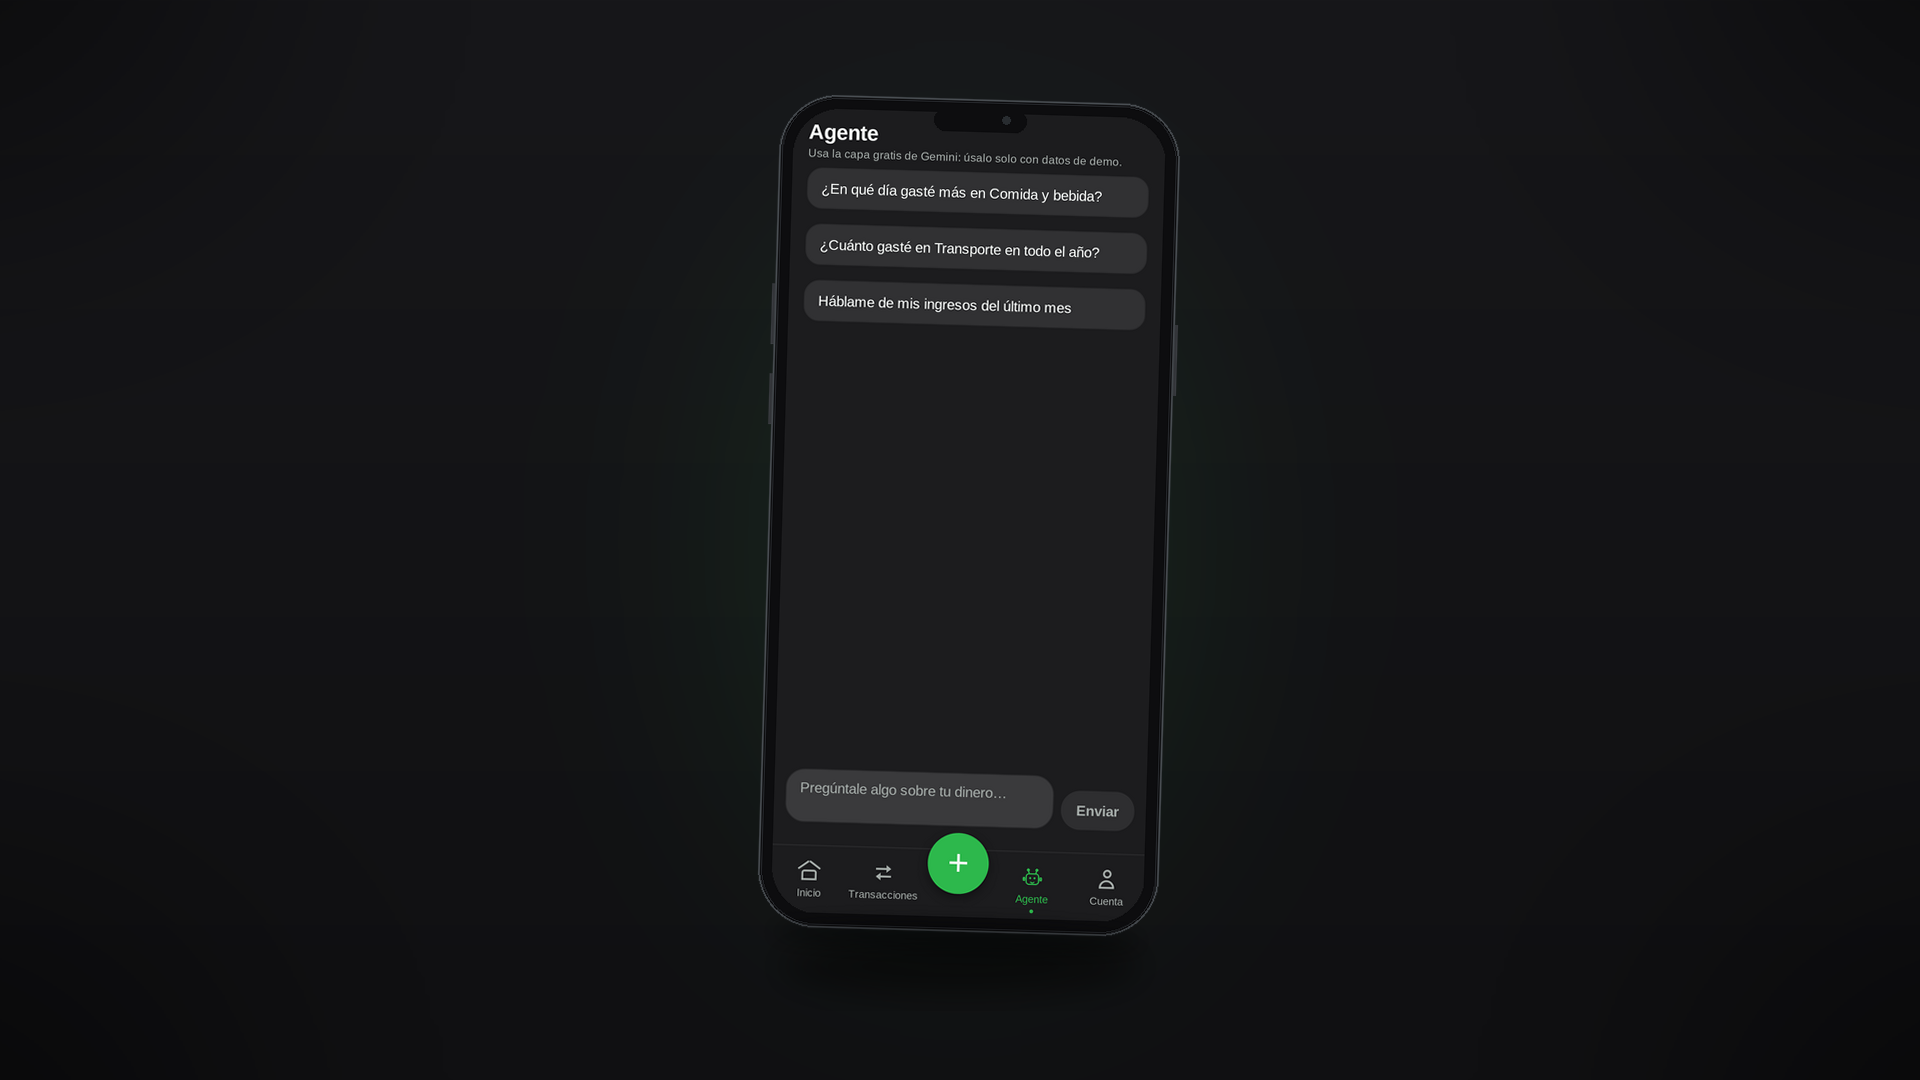 Agente
Usa la capa gratis de Gemini: úsalo solo con datos de demo.
¿En qué día gasté más en Comida y bebida?
¿Cuánto gasté en Transporte en todo el año?
Háblame de mis ingresos del último mes
Pregúntale algo sobre tu dinero…
Enviar
Inicio
Transacciones
+
Agente
Cuenta